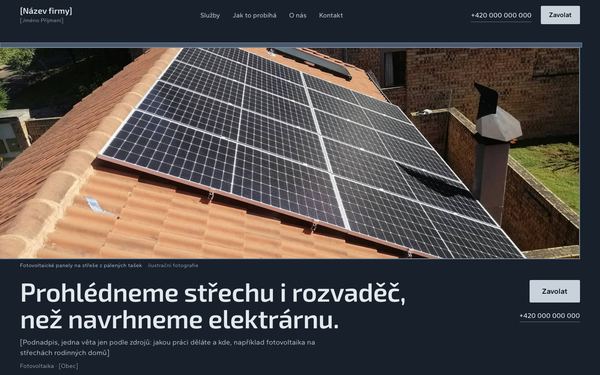 [Název firmy]
[Jméno Příjmení]
Služby
Jak to probíhá
O nás
Kontakt
+420 000 000 000
Zavolat
Fotovoltaické panely na střeše z pálených tašek ilustrační fotografie
Prohlédneme střechu i rozvaděč,
než navrhneme elektrárnu.
Zavolat
+420 000 000 000
[Podnadpis, jedna věta jen podle zdrojů: jakou práci děláte a kde, například fotovoltaika na
střechách rodinných domů]
Fotovoltaika · [Obec]